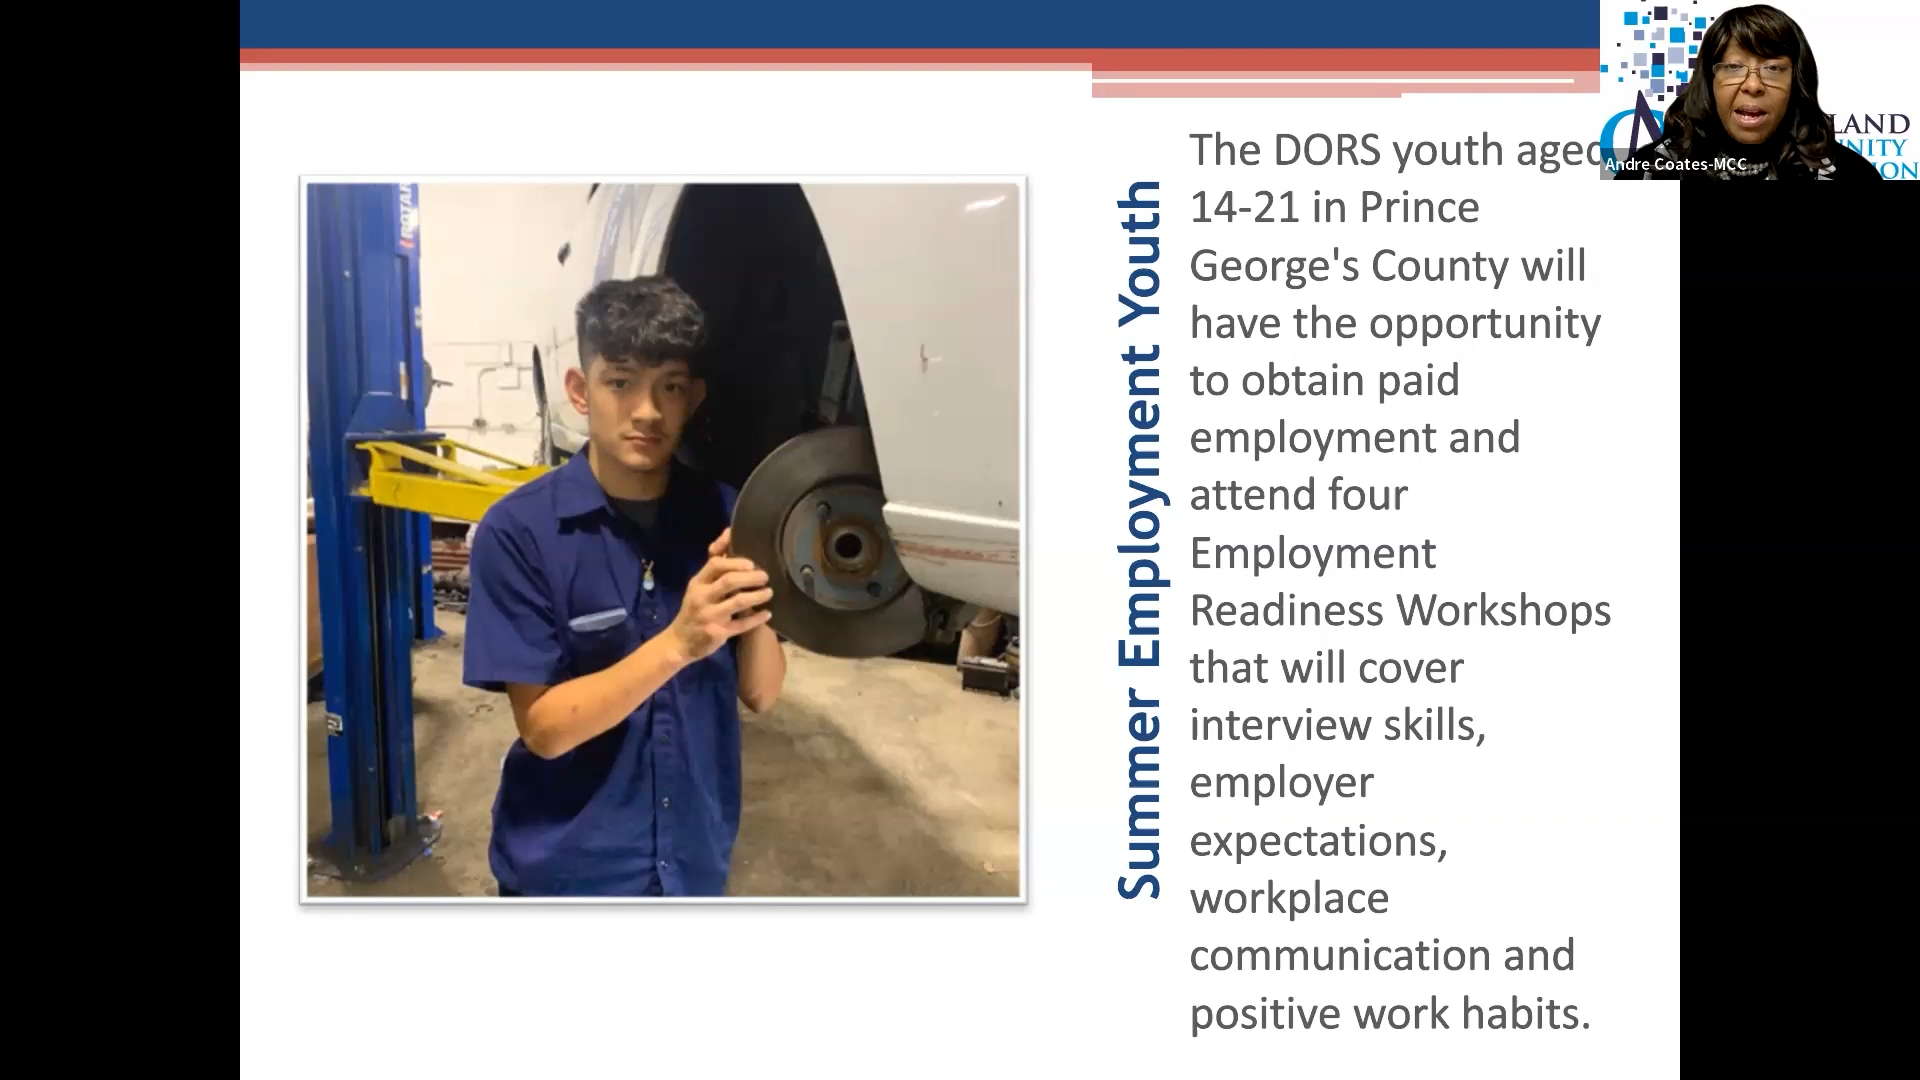 The DORS youth aged
14-21 in Prince
George's County will
have the opportunity
to obtain paid
employment and
attend four
Employment
Readiness Workshops
that will cover
interview skills,
employer
expectations,
workplace
communication and
positive work habits.
Summer Employment Youth
Andre Coates-MCC
LAND